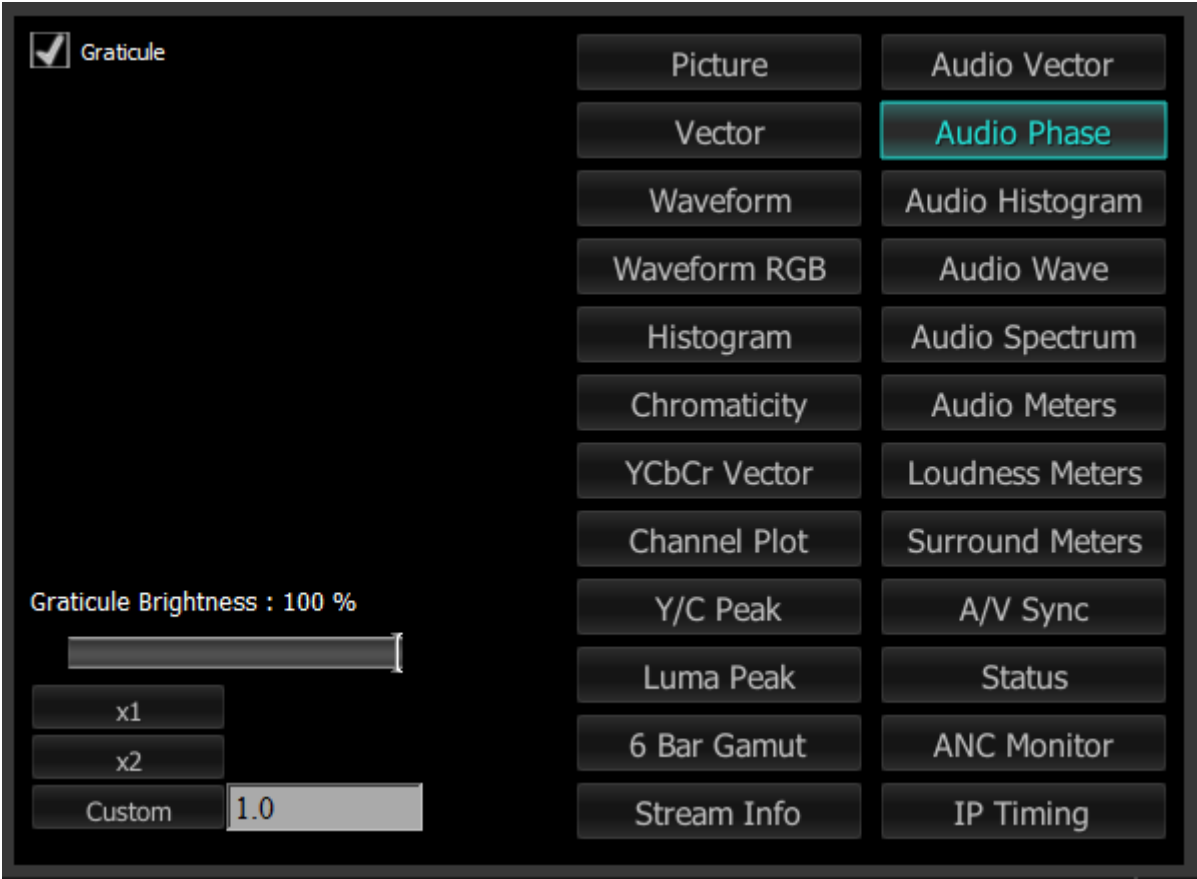 Graticule
Picture
Audio Vector
Vector
Audio Phase
Waveform
Audio Histogram
Waveform RGB
Audio Wave
Histogram
Audio Spectrum
Chromaticity
Audio Meters
YCbCr Vector
Loudness Meters
Channel Plot
Surround Meters
Graticule Brightness : 100 %
Y/C Peak
A/V Sync
Luma Peak
Status
x1
6 Bar Gamut
ANC Monitor
x2
Custom
1.0
Stream Info
IP Timing